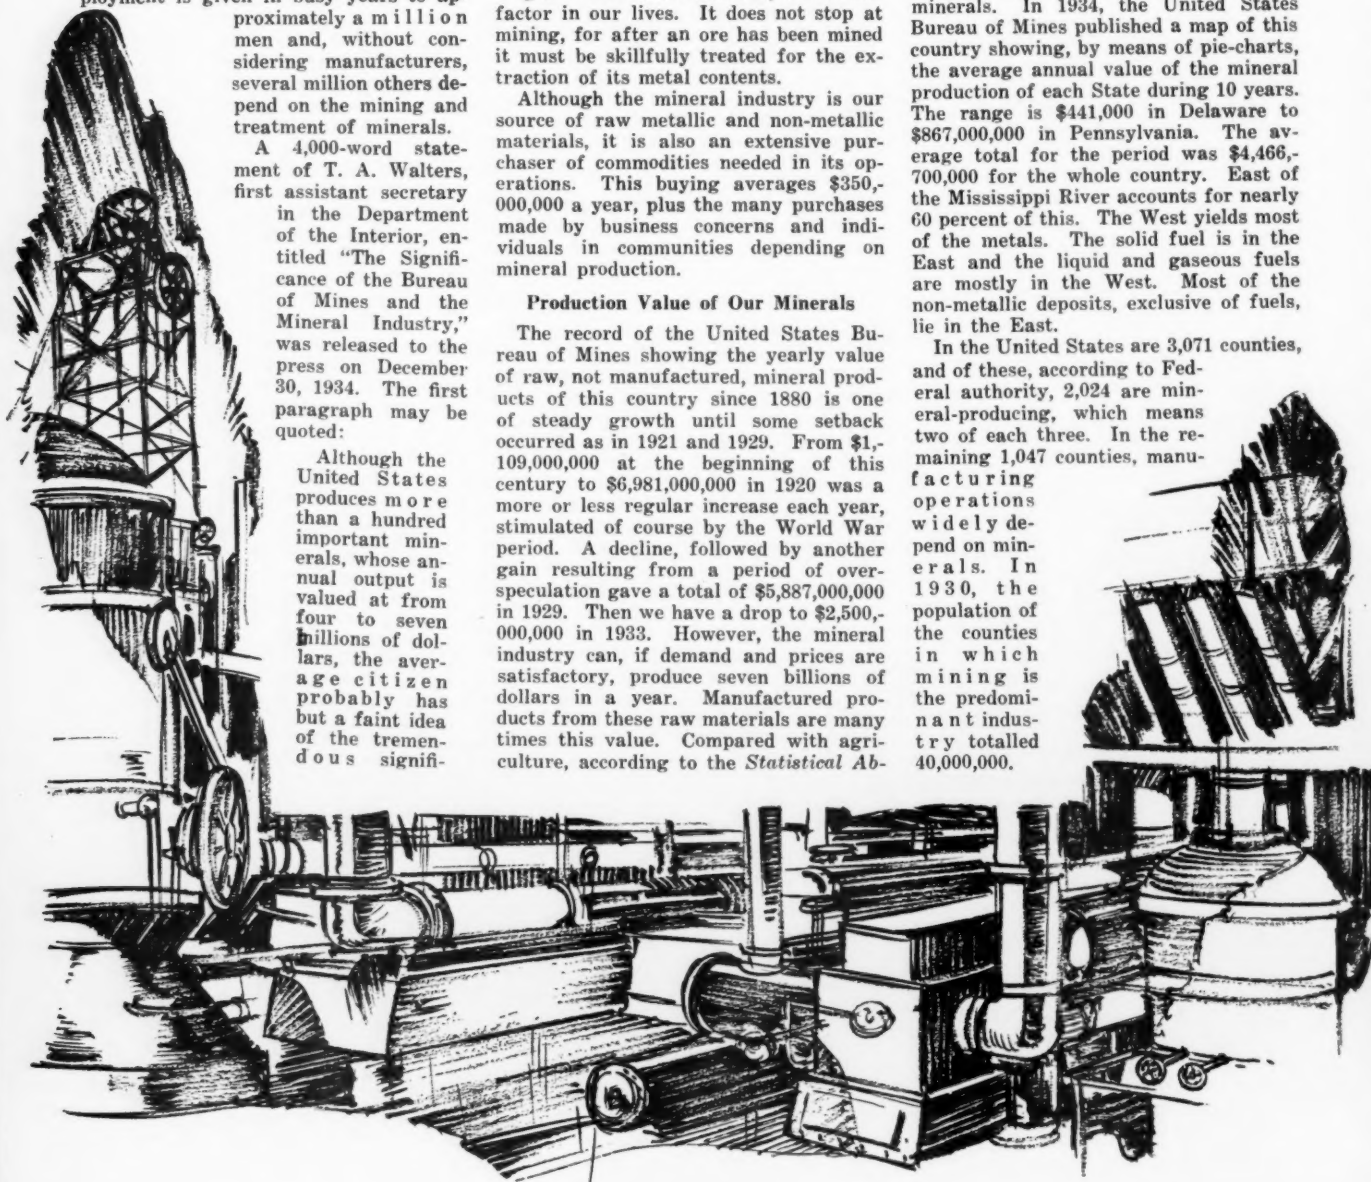 ployment is given in busy years to ap-
proximately a million
men and, without con-
sidering manufacturers,
several million others de-
pend on the mining and
treatment of minerals.
A 4,000-word state-
ment of T. A. Walters,
first assistant secretary
in the Department
of the Interior, en-
titled "The Signifi-
cance of the Bureau
of Mines and the
Mineral Industry,"
was released to the
press on December
30, 1934. The first
paragraph may be
quoted:
Although the
United States
produces more
than a hundred
important min-
erals, whose an-
nual output is
valued at from
four to seven
billions of dol-
lars, the aver-
age citizen
probably has
but a faint idea
of the tremen-
dous signifi-
factor in our lives. It does not stop at
mining, for after an ore has been mined
it must be skillfully treated for the ex-
traction of its metal contents.
Although the mineral industry is our
source of raw metallic and non-metallic
materials, it is also an extensive pur-
chaser of commodities needed in its op-
erations. This buying averages $350,-
000,000 a year, plus the many purchases
made by business concerns and indi-
viduals in communities depending on
mineral production.
Production Value of Our Minerals
The record of the United States Bu-
reau of Mines showing the yearly value
of raw, not manufactured, mineral prod-
ucts of this country since 1880 is one
of steady growth until some setback
occurred as in 1921 and 1929. From $1,-
109,000,000 at the beginning of this
century to $6,981,000,000 in 1920 was a
more or less regular increase each year,
stimulated of course by the World War
period. A decline, followed by another
gain resulting from a period of over-
speculation gave a total of $5,887,000,000
in 1929. Then we have a drop to $2,500,-
000,000 in 1933. However, the mineral
industry can, if demand and prices are
satisfactory, produce seven billions of
dollars in a year. Manufactured pro-
ducts from these raw materials are many
times this value. Compared with agri-
culture, according to the Statistical Ab-
minerals. In 1934, the United States
Bureau of Mines published a map of this
country showing, by means of pie-charts,
the average annual value of the mineral
production of each State during 10 years.
The range is $441,000 in Delaware to
$867,000,000 in Pennsylvania. The av-
erage total for the period was $4,466,-
700,000 for the whole country. East of
the Mississippi River accounts for nearly
60 percent of this. The West yields most
of the metals. The solid fuel is in the
East and the liquid and gaseous fuels
are mostly in the West. Most of the
non-metallic deposits, exclusive of fuels,
lie in the East.
In the United States are 3,071 counties,
and of these, according to Fed-
eral authority, 2,024 are min-
eral-producing, which means
two of each three. In the re-
maining 1,047 counties, manu-
facturing
operations
widely de-
pend on min-
erals. In
1930, the
population of
the counties
in which
mining is
the predomi-
nant indus-
try totalled
40,000,000.